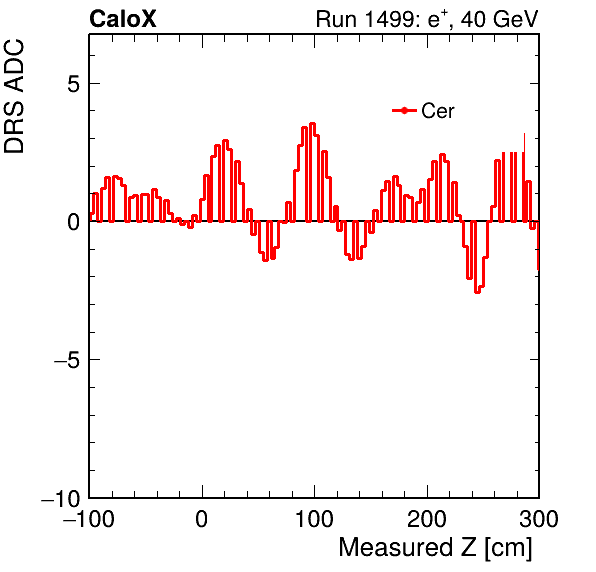 CaloX
Run 1499: e+, 40 GeV
DRS ADC
Cer
5
0
−5
−10
−100 0 100 200 300
Measured Z [cm]